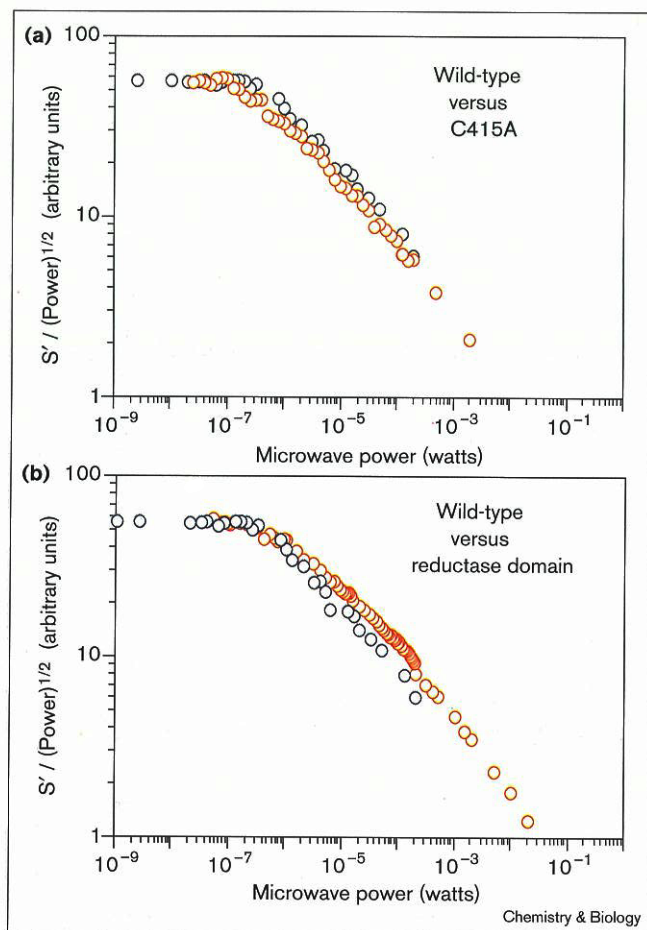 (a)
100
10
1
S′ / (Power)1/2 (arbitrary units)
Wild-type
versus
C415A
10-9 10-7 10-5 10-3 10-1
Microwave power (watts)
(b)
100
10
1
S′ / (Power)1/2 (arbitrary units)
Wild-type
versus
reductase domain
10-9 10-7 10-5 10-3 10-1
Microwave power (watts)
Chemistry & Biology